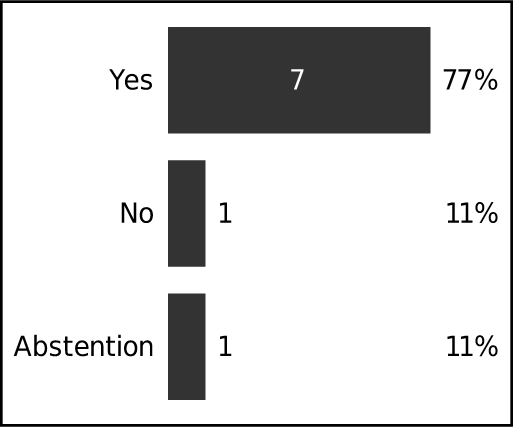 Yes 7 77%
No 1 11%
Abstention 1 11%